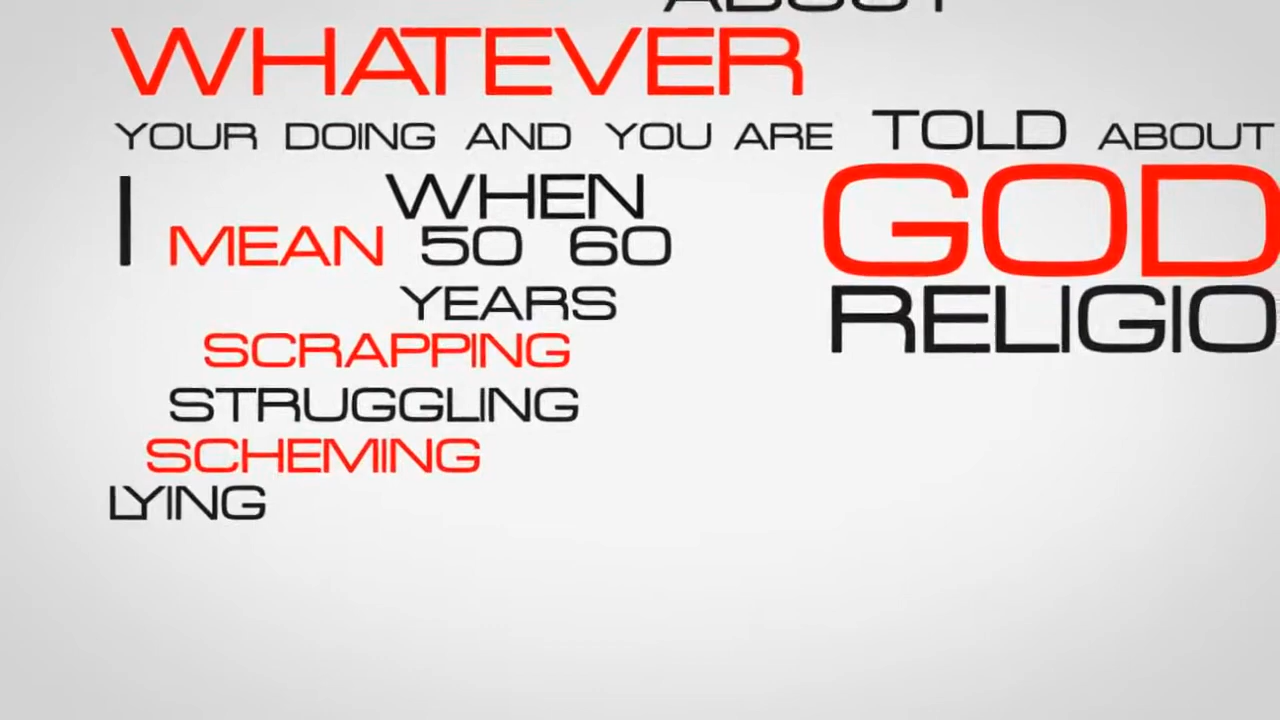 ABOUT
WHATEVER
YOUR DOING AND YOU ARE TOLD ABOUT
GOD
RELIGIO
I MEAN WHEN
50 60
YEARS
SCRAPPING
STRUGGLING
SCHEMING
LYING